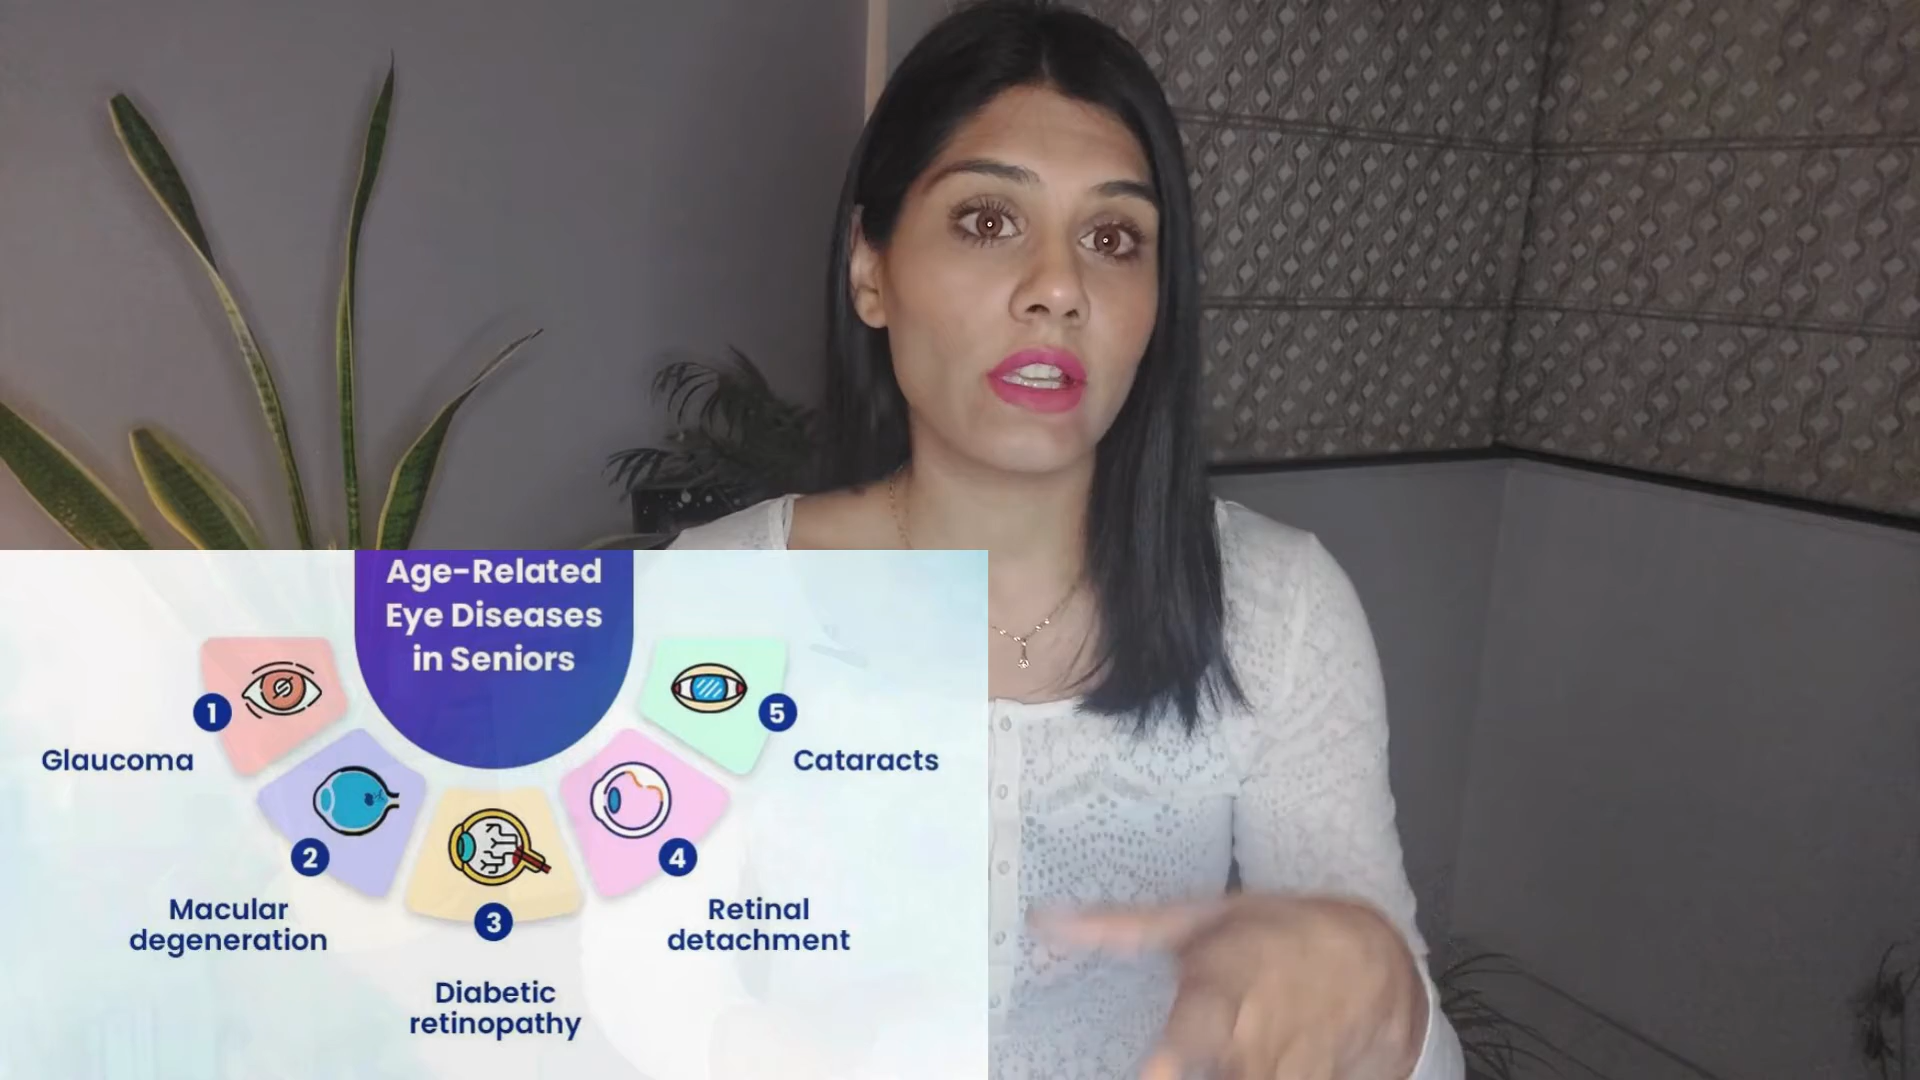 Age-Related
Eye Diseases
in Seniors
1
Glaucoma
2
Macular
degeneration
3
Diabetic
retinopathy
4
Retinal
detachment
5
Cataracts